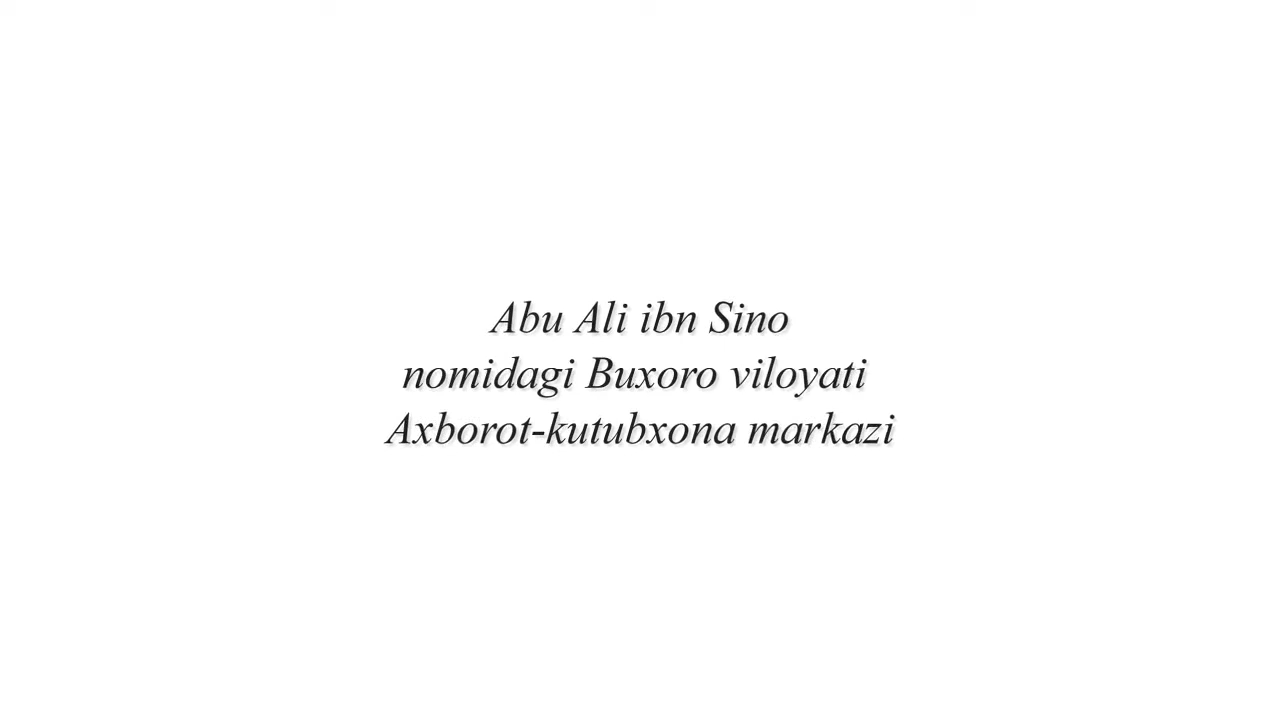 Abu Ali ibn Sino
nomidagi Buxoro viloyati
Axborot-kutubxona markazi